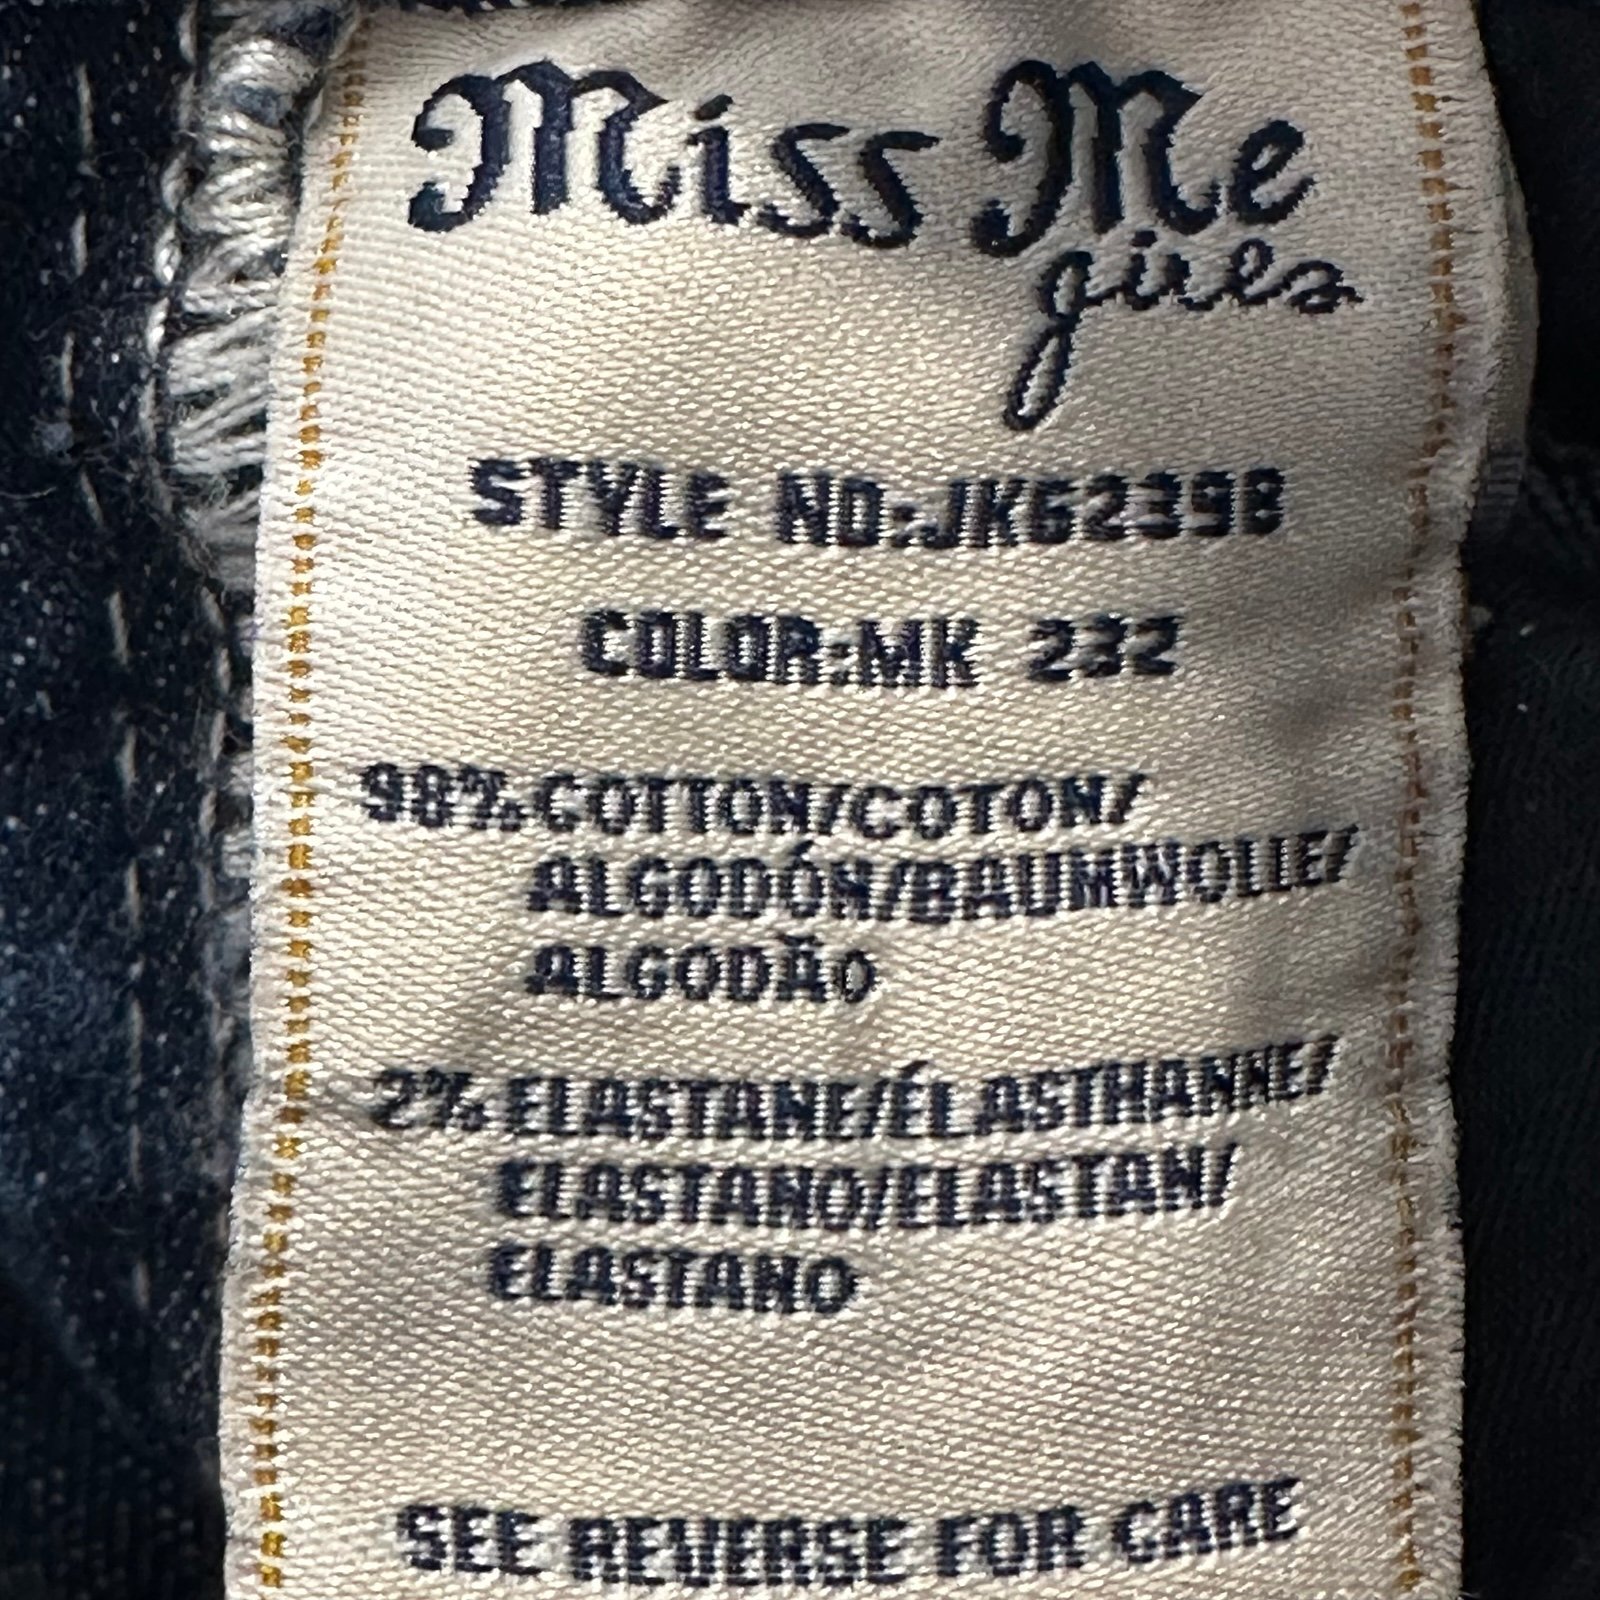 Miss Me
girls
STYLE NO:JK62398
COLOR:MK 232
98% COTTON/COTON/
ALGODÓN/BAUMWOLLE/
ALGODÃO
2% ELASTANE/ÉLASTHANNE/
ELASTANO/ELASTAN/
ELASTANO
SEE REVERSE FOR CARE